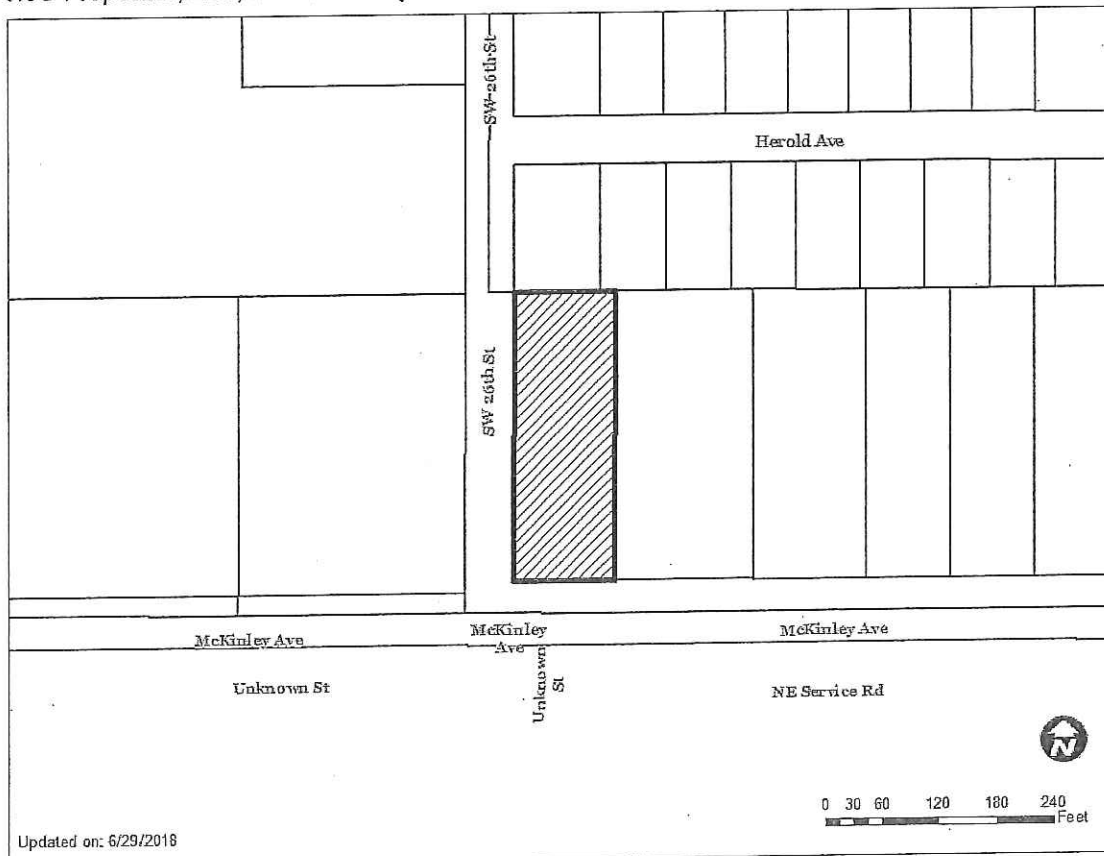 SW 26th St
Herold Ave
SW 26th St
McKinley Ave
McKinley
Ave
McKinley Ave
Unknown St
Unknown
St
NE Service Rd
N
0 30 60 120 180 240
Feet
Updated on: 6/29/2018